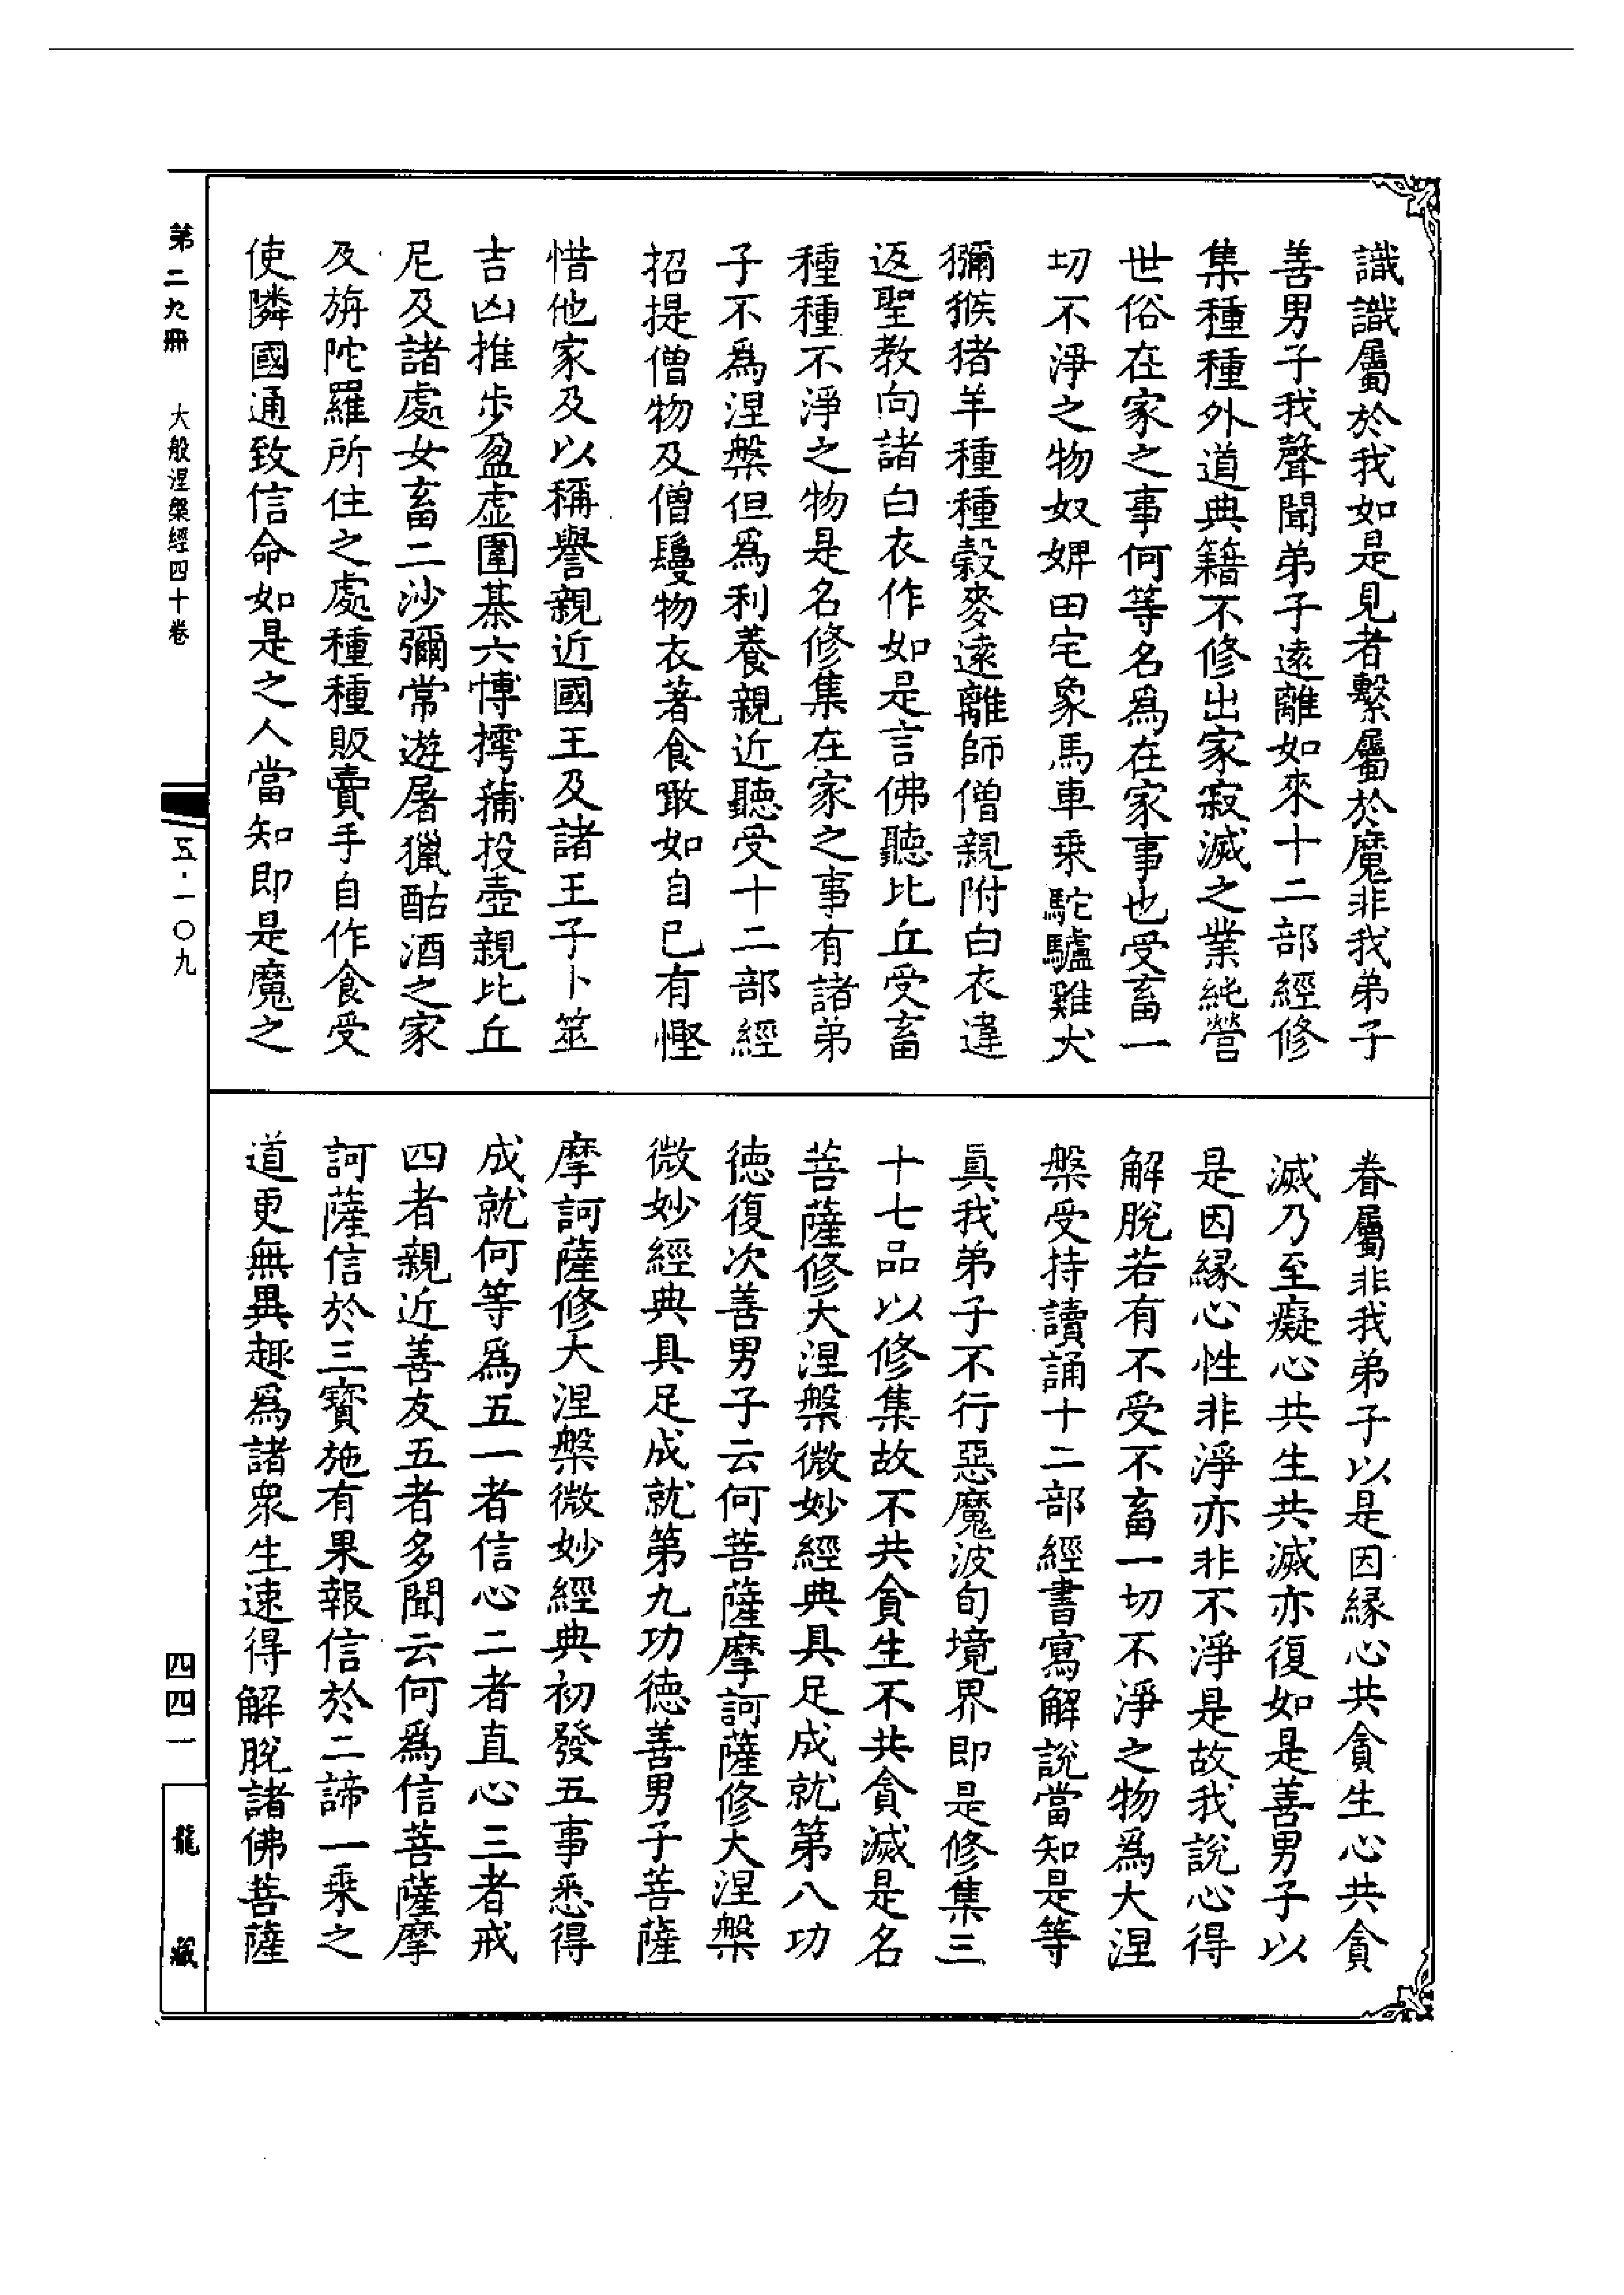 識識屬於我如是見者繫屬於魔非我弟子
善男子我聲聞弟子遠離如來十二部經修
集種種外道典籍不修出家寂滅之業純營
世俗在家之事何等名爲在家事也受畜一
切不淨之物奴婢田宅象馬車乘駝驢雞犬
獼猴猪羊種種穀麥遠離師僧親附白衣違
返聖教向諸白衣作如是言佛聽比丘受畜
種種不淨之物是名修集在家之事有諸弟
子不爲涅槃但爲利養親近聽受十二部經
招提僧物及僧鬘物衣著食噉如自已有慳
惜他家及以稱譽親近國王及諸王子卜筮
吉凶推步盈虛圍棊六博摴蒱投壺親比丘
尼及諸處女畜二沙彌常遊屠獵酤酒之家
及旃陀羅所住之處種種販賣手自作食受
使隣國通致信命如是之人當知即是魔之
眷屬非我弟子以是因緣心共貪生心共貪
滅乃至癡心共生共滅亦復如是善男子以
是因緣心性非淨亦非不淨是故我說心得
解脫若有不受不畜一切不淨之物爲大涅
槃受持讀誦十二部經書寫解說當知是等
眞我弟子不行惡魔波旬境界即是修集三
十七品以修集故不共貪生不共貪滅是名
菩薩修大涅槃微妙經典具足成就第八功
德復次善男子云何菩薩摩訶薩修大涅槃
微妙經典具足成就第九功德善男子菩薩
摩訶薩修大涅槃微妙經典初發五事悉得
成就何等爲五一者信心二者直心三者戒
四者親近善友五者多聞云何爲信菩薩摩
訶薩信於三寶施有果報信於二諦一乘之
道更無異趣爲諸衆生速得解脫諸佛菩薩
第二九冊 大般涅槃經四十卷
五·一〇九
四四一
龍藏